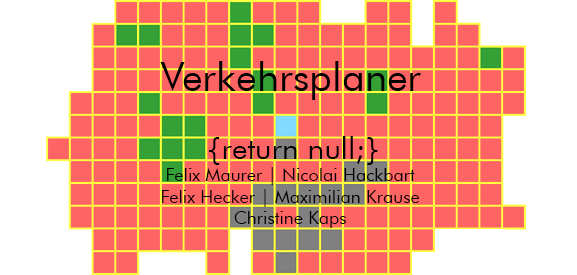 Verkehrsplaner
{return null;}
Felix Maurer | Nicolai Hackbart
Felix Hecker | Maximilian Krause
Christine Kaps